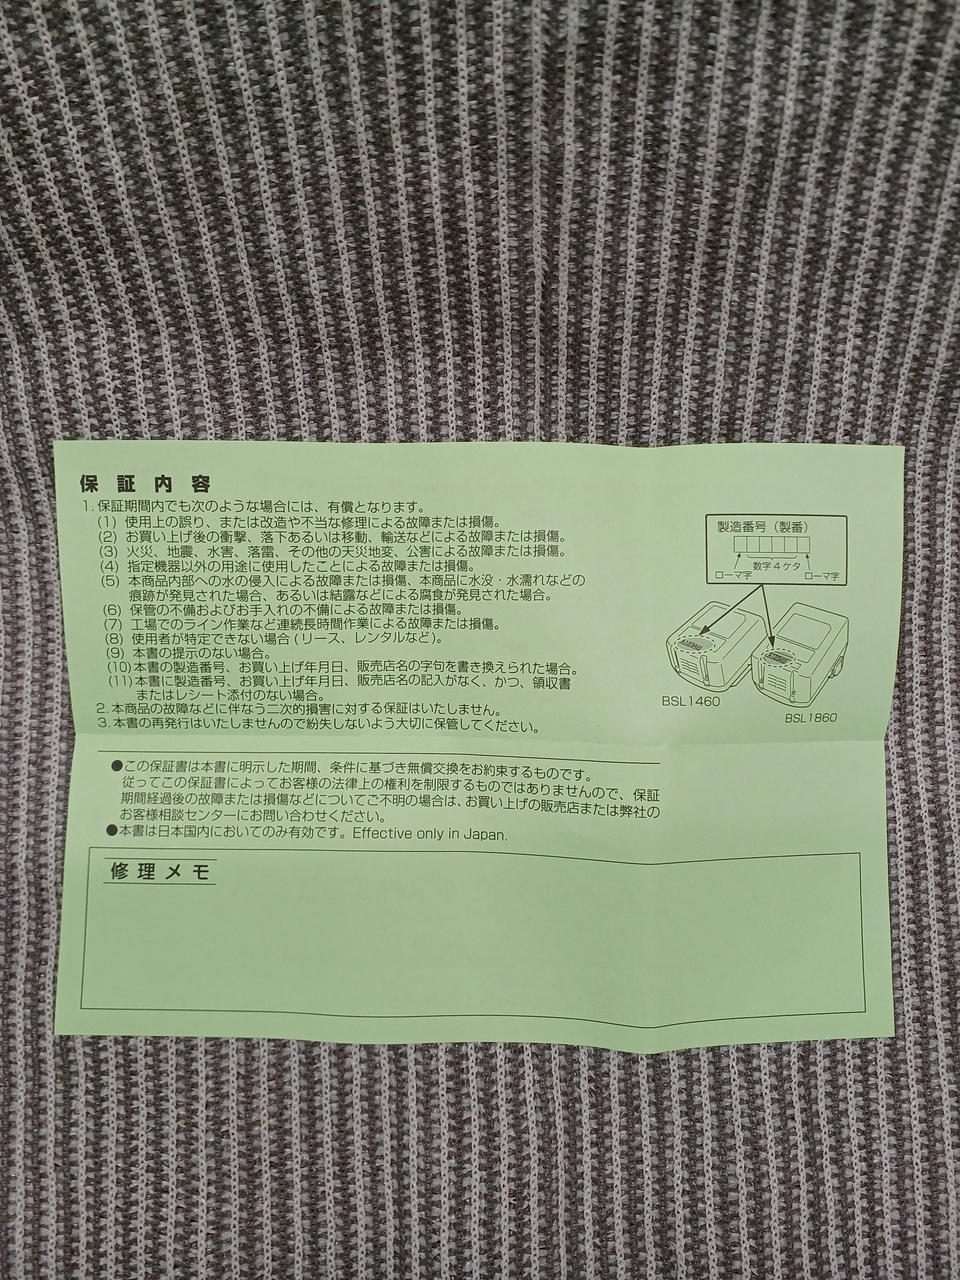 保証内容
1. 保証期間内でも次のような場合には、有償となります。
(1) 使用上の誤り、または改造や不当な修理による故障または損傷。
(2) お買い上げ後の衝撃、落下あるいは移動、輸送などによる故障または損傷。
(3) 火災、地震、水害、落雷、その他の天災地変、公害による故障または損傷。
(4) 指定機器以外の用途に使用したことによる故障または損傷。
(5) 本商品内部への水の侵入による故障または損傷、本商品に水没・水濡れなどの
痕跡が発見された場合、あるいは結露などによる腐食が発見された場合。
(6) 保管の不備およびお手入れの不備による故障または損傷。
(7) 工場でのライン作業など連続長時間作業による故障または損傷。
(8) 使用者が特定できない場合 (リース、レンタルなど)。
(9) 本書の提示のない場合。
(10) 本書の製造番号、お買い上げ年月日、販売店名の字句を書き換えられた場合。
(11) 本書に製造番号、お買い上げ年月日、販売店名の記入がなく、かつ、領収書
またはレシート添付のない場合。
2. 本商品の故障などに伴なう二次的損害に対する保証はいたしません。
3. 本書の再発行はいたしませんので紛失しないよう大切に保管してください。
製造番号 (製番)
数字4ケタ
ローマ字 ローマ字
BSL1460
BSL1860
●この保証書は本書に明示した期間、条件に基づき無償交換をお約束するものです。
従ってこの保証書によってお客様の法律上の権利を制限するものではありませんので、保証
期間経過後の故障または損傷などについてご不明の場合は、お買い上げの販売店または弊社の
お客様相談センターにお問い合わせください。
●本書は日本国内においてのみ有効です。Effective only in Japan.
修理メモ